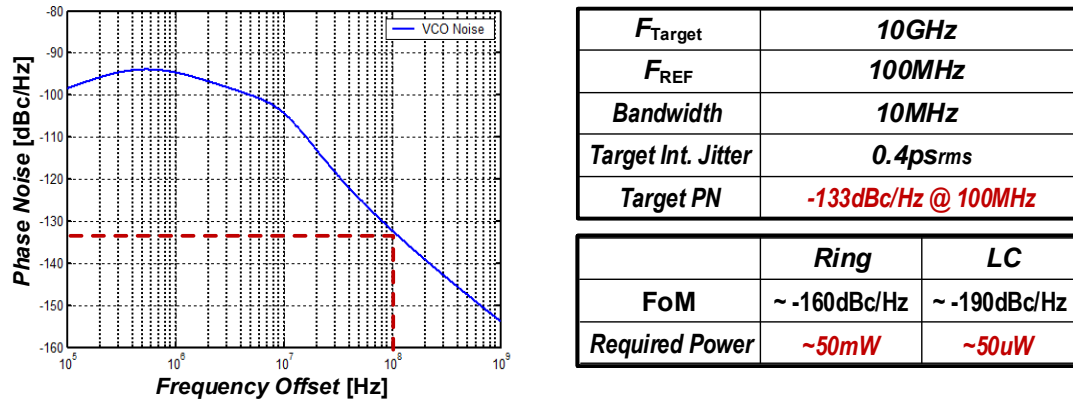 -80
-90
-100
-110
-120
-130
-140
-150
-160
Phase Noise [dBc/Hz]
VCO Noise
10^5 10^6 10^7 10^8 10^9
Frequency Offset [Hz]
F_Target 10GHz
F_REF 100MHz
Bandwidth 10MHz
Target Int. Jitter 0.4psrms
Target PN -133dBc/Hz @ 100MHz
Ring LC
FoM ~ -160dBc/Hz ~ -190dBc/Hz
Required Power ~50mW ~50uW